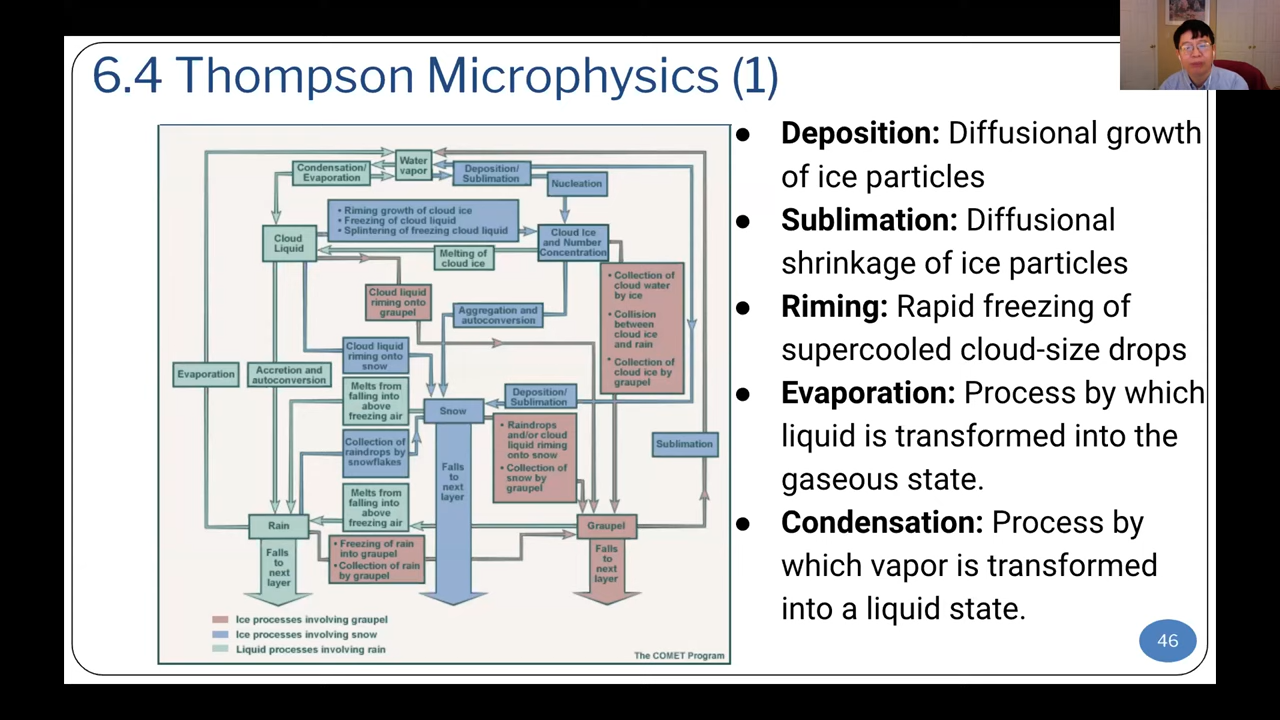 6.4 Thompson Microphysics (1)
Water
vapor
Condensation/
Evaporation
Deposition/
Sublimation
Nucleation
• Riming growth of cloud ice
• Freezing of cloud liquid
• Splintering of freezing cloud liquid
Cloud
Liquid
Cloud Ice
and Number
Concentration
Melting of
cloud ice
• Collection of
cloud water
by ice
• Collision
between
cloud ice
and rain
• Collection of
cloud ice by
graupel
Cloud liquid
riming onto
graupel
Aggregation and
autoconversion
Cloud liquid
riming onto
snow
Evaporation
Accretion and
autoconversion
Melts from
falling into
above
freezing air
Deposition/
Sublimation
Snow
• Raindrops
and/or cloud
liquid riming
onto snow
• Collection of
snow by
graupel
Collection of
raindrops by
snowflakes
Sublimation
Falls
to
next
layer
Melts from
falling into
above
freezing air
Rain
Graupel
• Freezing of rain
into graupel
• Collection of rain
by graupel
Falls
to
next
layer
Falls
to
next
layer
Ice processes involving graupel
Ice processes involving snow
Liquid processes involving rain
The COMET Program
● Deposition: Diffusional growth
of ice particles
● Sublimation: Diffusional
shrinkage of ice particles
● Riming: Rapid freezing of
supercooled cloud-size drops
● Evaporation: Process by which
liquid is transformed into the
gaseous state.
● Condensation: Process by
which vapor is transformed
into a liquid state.
46